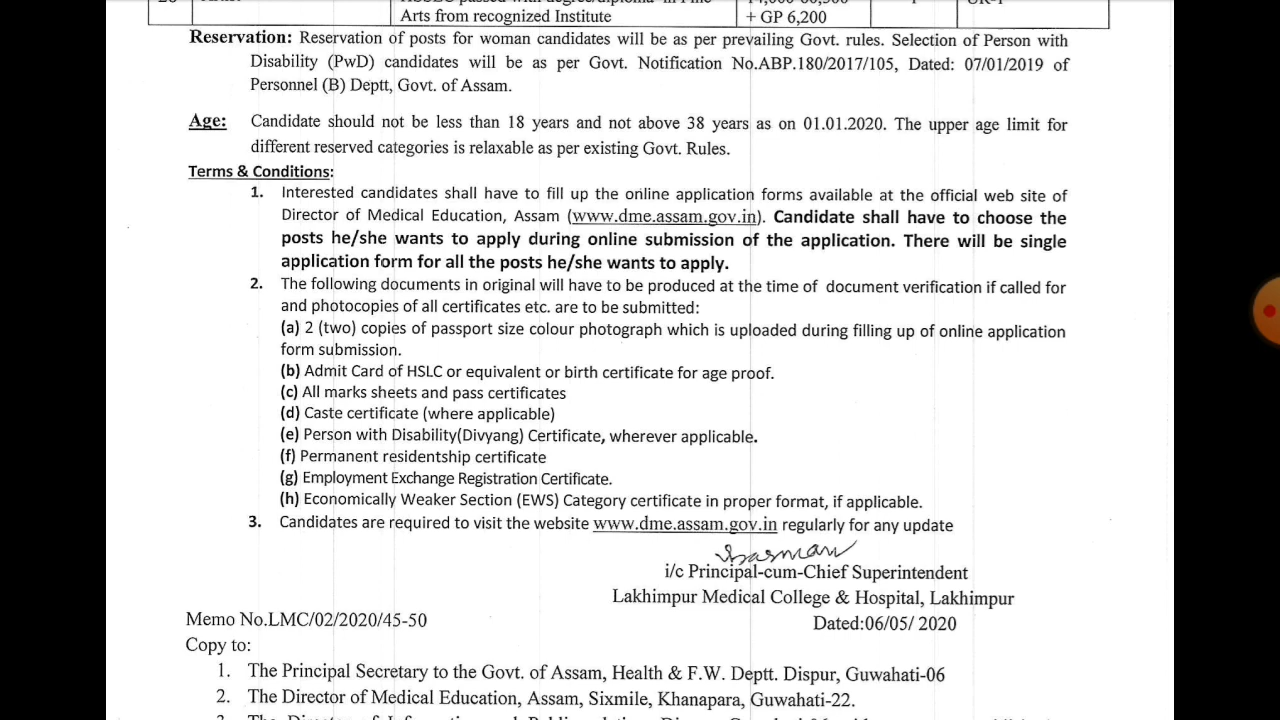 Arts from recognized Institute + GP 6,200
Reservation: Reservation of posts for woman candidates will be as per prevailing Govt. rules. Selection of Person with
Disability (PwD) candidates will be as per Govt. Notification No.ABP.180/2017/105, Dated: 07/01/2019 of
Personnel (B) Deptt, Govt. of Assam.
Age: Candidate should not be less than 18 years and not above 38 years as on 01.01.2020. The upper age limit for
different reserved categories is relaxable as per existing Govt. Rules.
Terms & Conditions:
1. Interested candidates shall have to fill up the online application forms available at the official web site of
Director of Medical Education, Assam (www.dme.assam.gov.in). Candidate shall have to choose the
posts he/she wants to apply during online submission of the application. There will be single
application form for all the posts he/she wants to apply.
2. The following documents in original will have to be produced at the time of document verification if called for
and photocopies of all certificates etc. are to be submitted:
(a) 2 (two) copies of passport size colour photograph which is uploaded during filling up of online application
form submission.
(b) Admit Card of HSLC or equivalent or birth certificate for age proof.
(c) All marks sheets and pass certificates
(d) Caste certificate (where applicable)
(e) Person with Disability(Divyang) Certificate, wherever applicable.
(f) Permanent residentship certificate
(g) Employment Exchange Registration Certificate.
(h) Economically Weaker Section (EWS) Category certificate in proper format, if applicable.
3. Candidates are required to visit the website www.dme.assam.gov.in regularly for any update
i/c Principal-cum-Chief Superintendent
Lakhimpur Medical College & Hospital, Lakhimpur
Memo No.LMC/02/2020/45-50 Dated:06/05/ 2020
Copy to:
1. The Principal Secretary to the Govt. of Assam, Health & F.W. Deptt. Dispur, Guwahati-06
2. The Director of Medical Education, Assam, Sixmile, Khanapara, Guwahati-22.